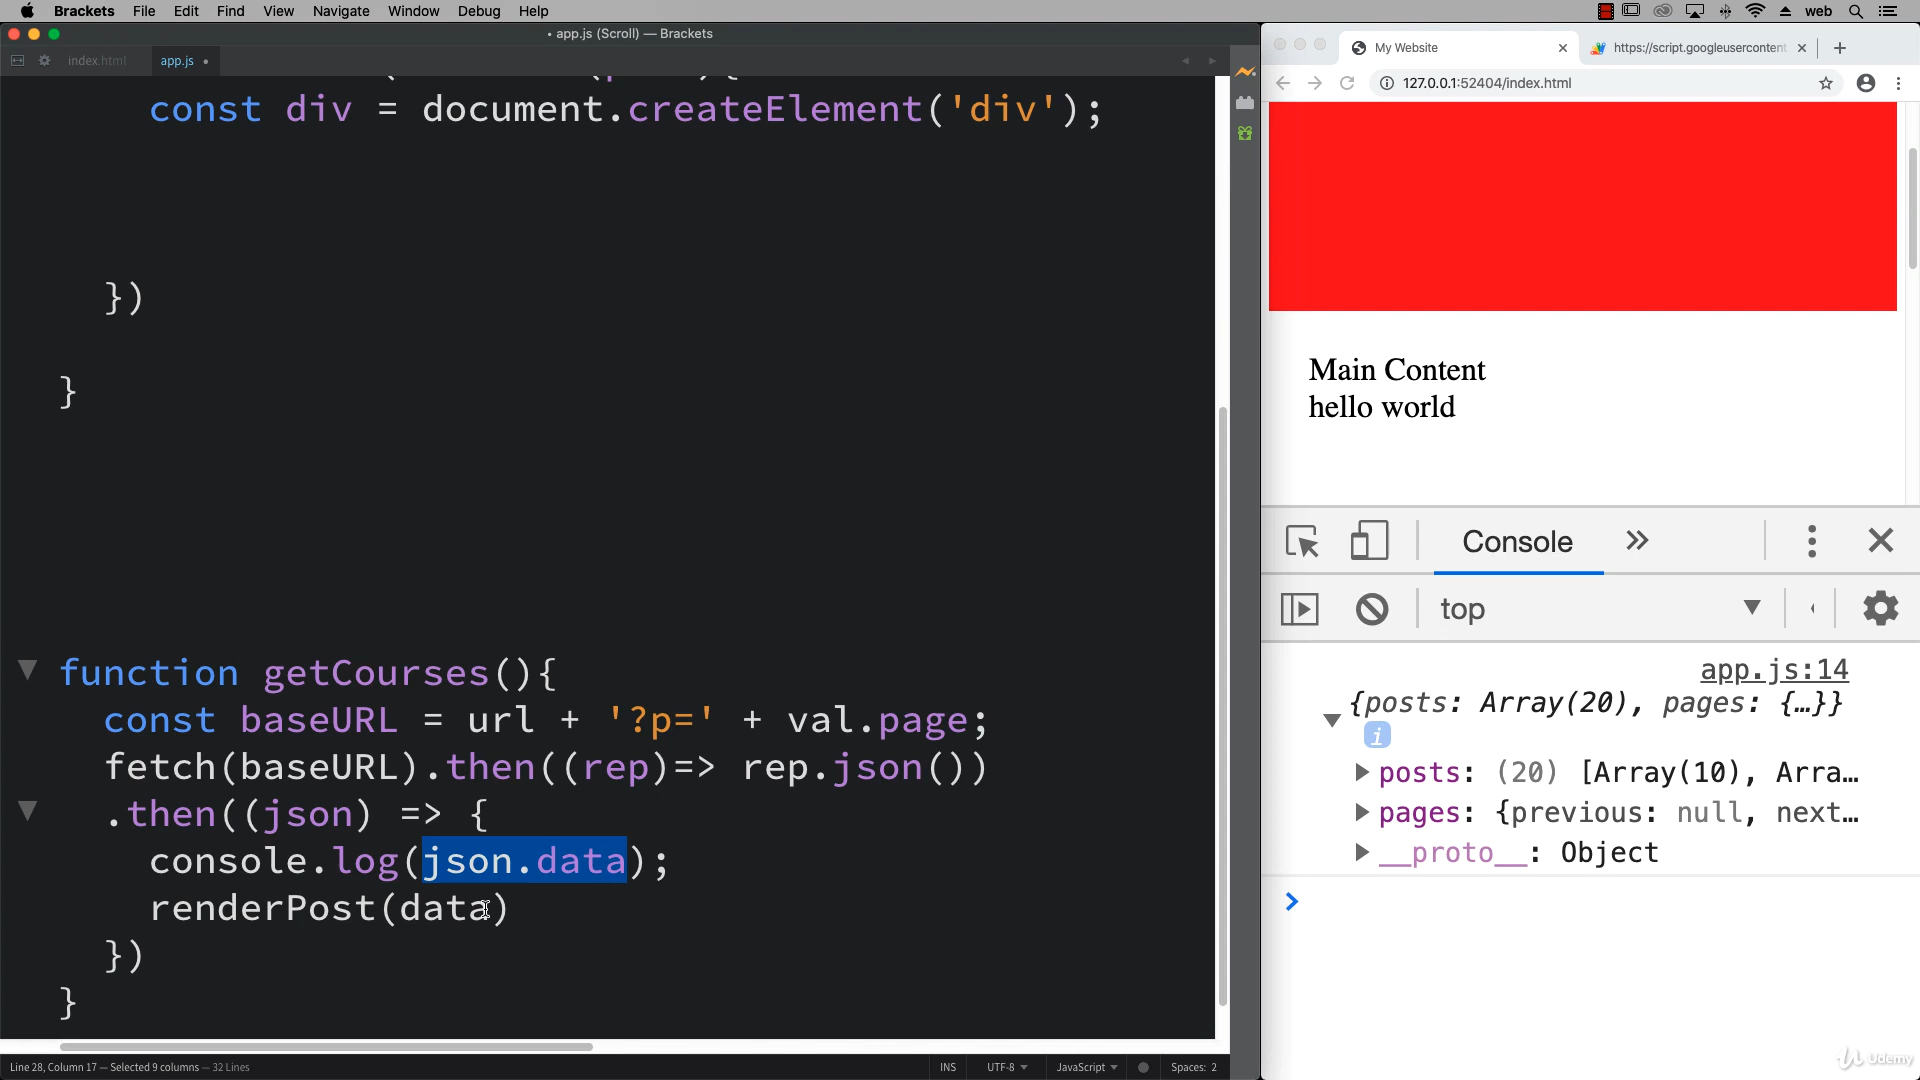 Brackets File Edit Find View Navigate Window Debug Help
web
• app.js (Scroll) — Brackets
index.html
app.js •
const div = document.createElement('div');
})
}
function getCourses(){
const baseURL = url + '?p=' + val.page;
fetch(baseURL).then((rep)=> rep.json())
.then((json) => {
console.log(json.data);
renderPost(data)
})
}
Line 28, Column 17 — Selected 9 columns — 32 Lines
INS
UTF-8
JavaScript
Spaces: 2
My Website
https://script.googleusercontent
127.0.0.1:52404/index.html
Main Content
hello world
Console
top
app.js:14
{posts: Array(20), pages: {…}}
i
posts: (20) [Array(10), Arra…
pages: {previous: null, next…
__proto__: Object
Udemy